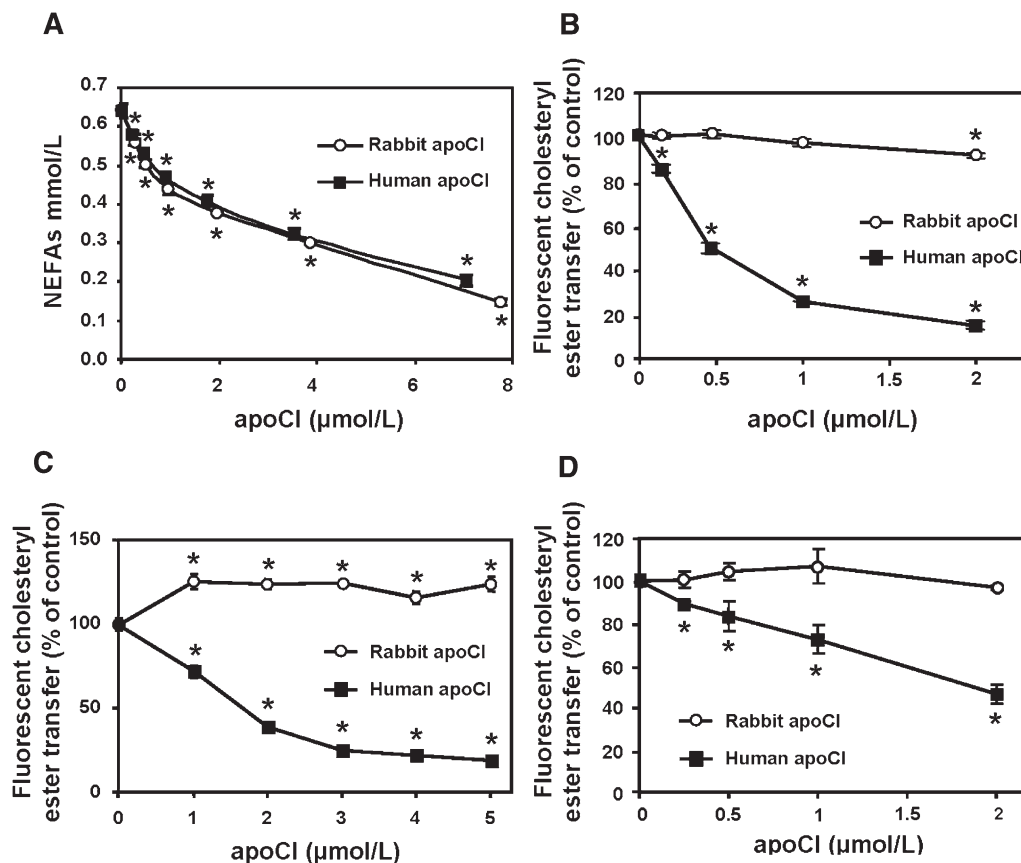 A
NEFAs mmol/L
0.7
0.6
0.5
0.4
0.3
0.2
0.1
0.0
* * * * * *
* * * * * *
Rabbit apoCI
Human apoCI
0 2 4 6 8
apoCI (µmol/L)
B
Fluorescent cholesteryl
ester transfer (% of control)
120
100
80
60
40
20
0
*
* * * *
Rabbit apoCI
Human apoCI
0 0.5 1 1.5 2
apoCI (µmol/L)
C
Fluorescent cholesteryl
ester transfer (% of control)
150
100
50
0
* * * * *
Rabbit apoCI
Human apoCI
* * * * *
0 1 2 3 4 5
apoCI (µmol/L)
D
Fluorescent cholesteryl
ester transfer (% of control)
120
100
80
60
40
20
0
* * * *
Rabbit apoCI
Human apoCI
0 0.5 1 1.5 2
apoCI (µmol/L)